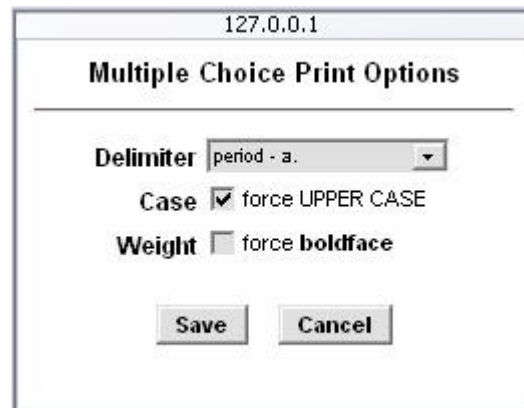 127.0.0.1
Multiple Choice Print Options
Delimiter period - a.
Case force UPPER CASE
Weight force boldface
Save Cancel